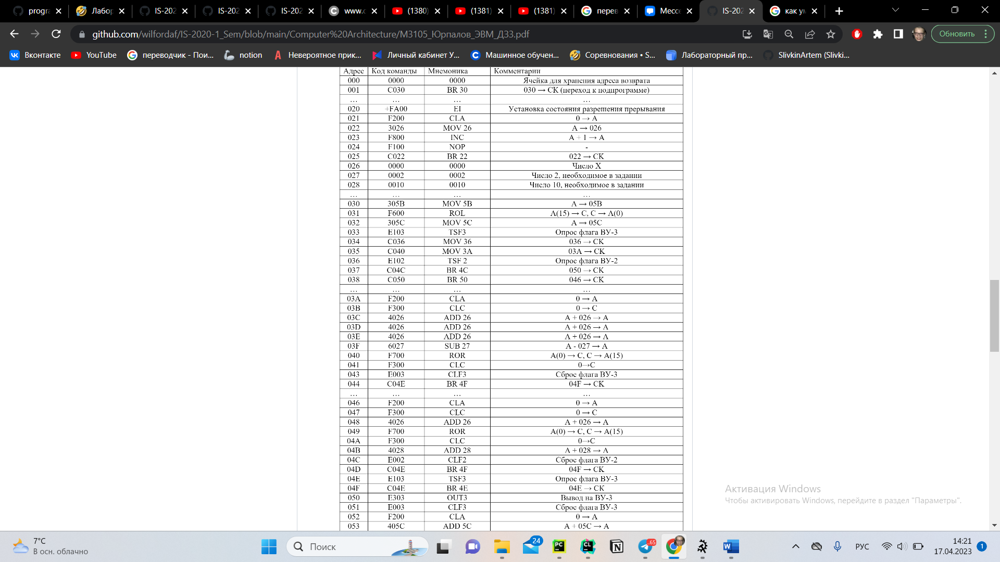 progra
Лабор
IS-202
IS-202
IS-202
www.c
(1380)
(1381)
(1381)
перев
Мессе
IS-202
как ум
github.com/wilfordaf/IS-2020-1_Sem/blob/main/Computer%20Architecture/M3105_Юрпалов_ЭВМ_ДЗ3.pdf
Обновить
Вконтакте
YouTube
переводчик - Пои...
notion
Невероятное прик...
Личный кабинет У...
Машинное обучен...
Соревнования • S...
Лабораторный пр...
SlivkinArtem (Slivki...
Адрес Код команды Мнемоника Комментарии
000 0000 0000 Ячейка для хранения адреса возврата
001 C030 BR 30 030 → СК (переход к подпрограмме)
… … … …
020 +FA00 EI Установка состояния разрешения прерывания
021 F200 CLA 0 → A
022 3026 MOV 26 A → 026
023 F800 INC A + 1 → A
024 F100 NOP -
025 C022 BR 22 022 → СК
026 0000 0000 Число X
027 0002 0002 Число 2, необходимое в задании
028 0010 0010 Число 10, необходимое в задании
… … … …
030 305B MOV 5B A → 05B
031 F600 ROL A(15) → C, C → A(0)
032 305C MOV 5C A → 05C
033 E103 TSF3 Опрос флага ВУ-3
034 C036 MOV 36 036 → СК
035 C040 MOV 3A 03A → СК
036 E102 TSF 2 Опрос флага ВУ-2
037 C04C BR 4C 050 → СК
038 C050 BR 50 046 → СК
… … … …
03A F200 CLA 0 → A
03B F300 CLC 0 → C
03C 4026 ADD 26 A + 026 → A
03D 4026 ADD 26 A + 026 → A
03E 4026 ADD 26 A + 026 → A
03F 6027 SUB 27 A - 027 → A
040 F700 ROR A(0) → C, C → A(15)
041 F300 CLC 0→C
043 E003 CLF3 Сброс флага ВУ-3
044 C04E BR 4F 04F → СК
… … … …
046 F200 CLA 0 → A
047 F300 CLC 0 → C
048 4026 ADD 26 A + 026 → A
049 F700 ROR A(0) → C, C → A(15)
04A F300 CLC 0→C
04B 4028 ADD 28 A + 028 → A
04C E002 CLF2 Сброс флага ВУ-2
04D C04E BR 4F 04F → СК
04E E103 TSF3 Опрос флага ВУ-3
04F C04E BR 4E 04E → СК
050 E303 OUT3 Вывод на ВУ-3
051 E003 CLF3 Сброс флага ВУ-3
052 F200 CLA 0 → A
053 405C ADD 5C A + 05C → A
Активация Windows
Чтобы активировать Windows, перейдите в раздел "Параметры".
7°C
В осн. облачно
Поиск
24
PC
CL
.65
РУС
14:21
17.04.2023
1